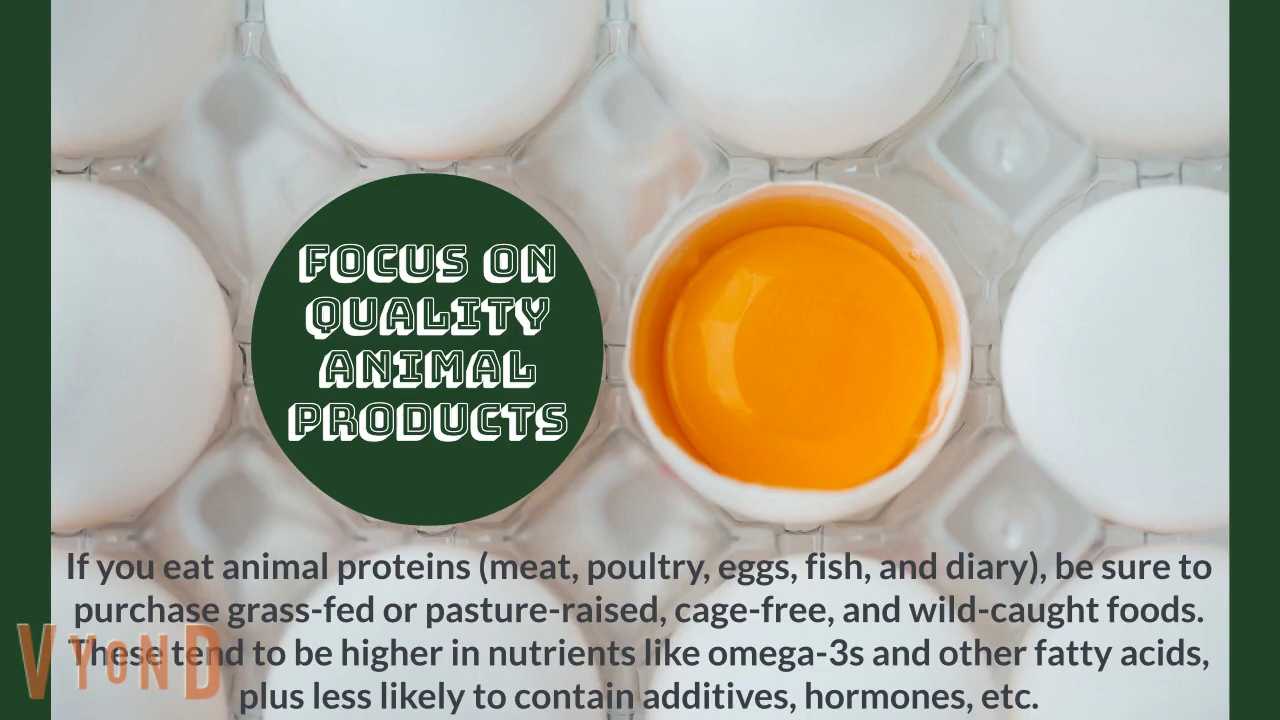 FOCUS ON
QUALITY
ANIMAL
PRODUCTS
If you eat animal proteins (meat, poultry, eggs, fish, and diary), be sure to
purchase grass-fed or pasture-raised, cage-free, and wild-caught foods.
These tend to be higher in nutrients like omega-3s and other fatty acids,
plus less likely to contain additives, hormones, etc.
VYOND